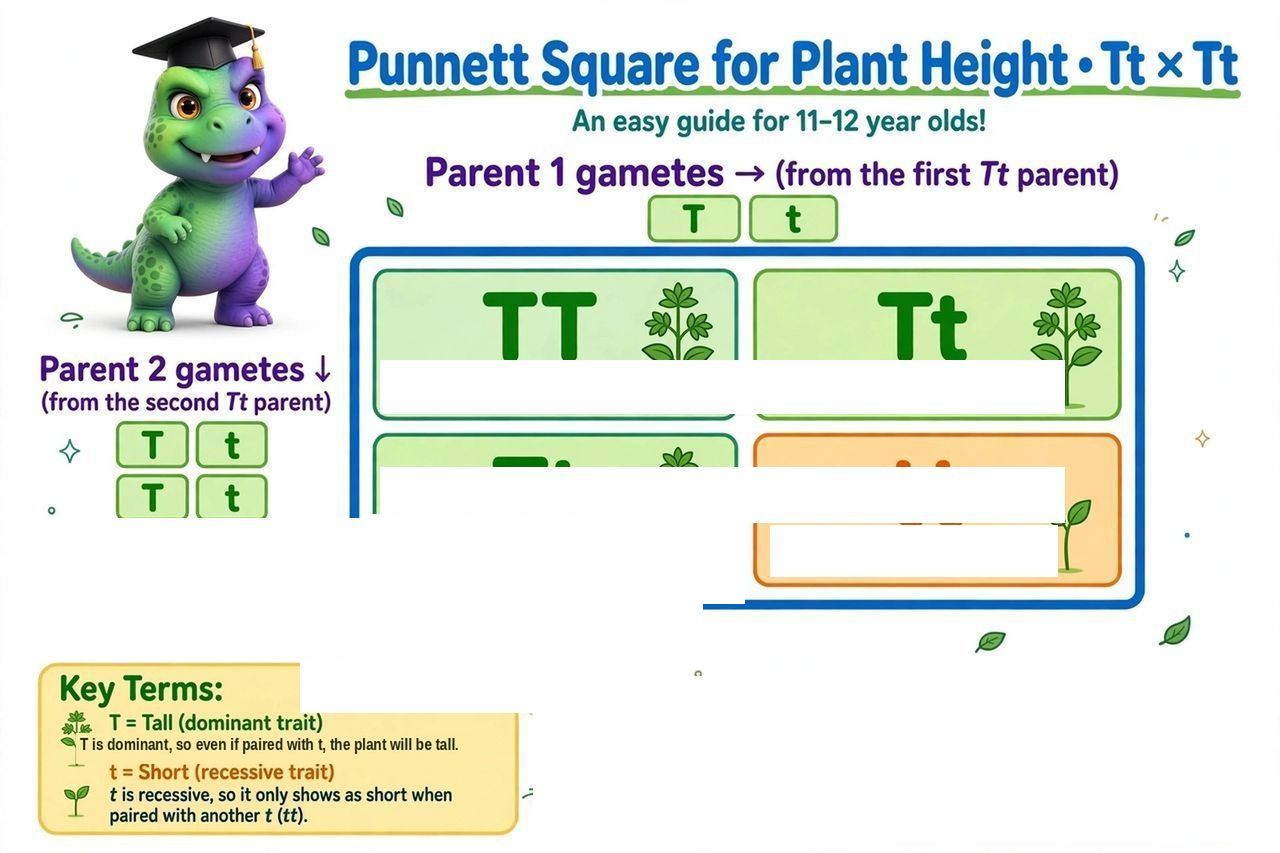 Punnett Square for Plant Height • Tt × Tt
An easy guide for 11–12 year olds!
Parent 1 gametes → (from the first Tt parent)
T t
TT Tt
Parent 2 gametes ↓
(from the second Tt parent)
T t
T t
Key Terms:
T = Tall (dominant trait)
T is dominant, so even if paired with t, the plant will be tall.
t = Short (recessive trait)
t is recessive, so it only shows as short when
paired with another t (tt).